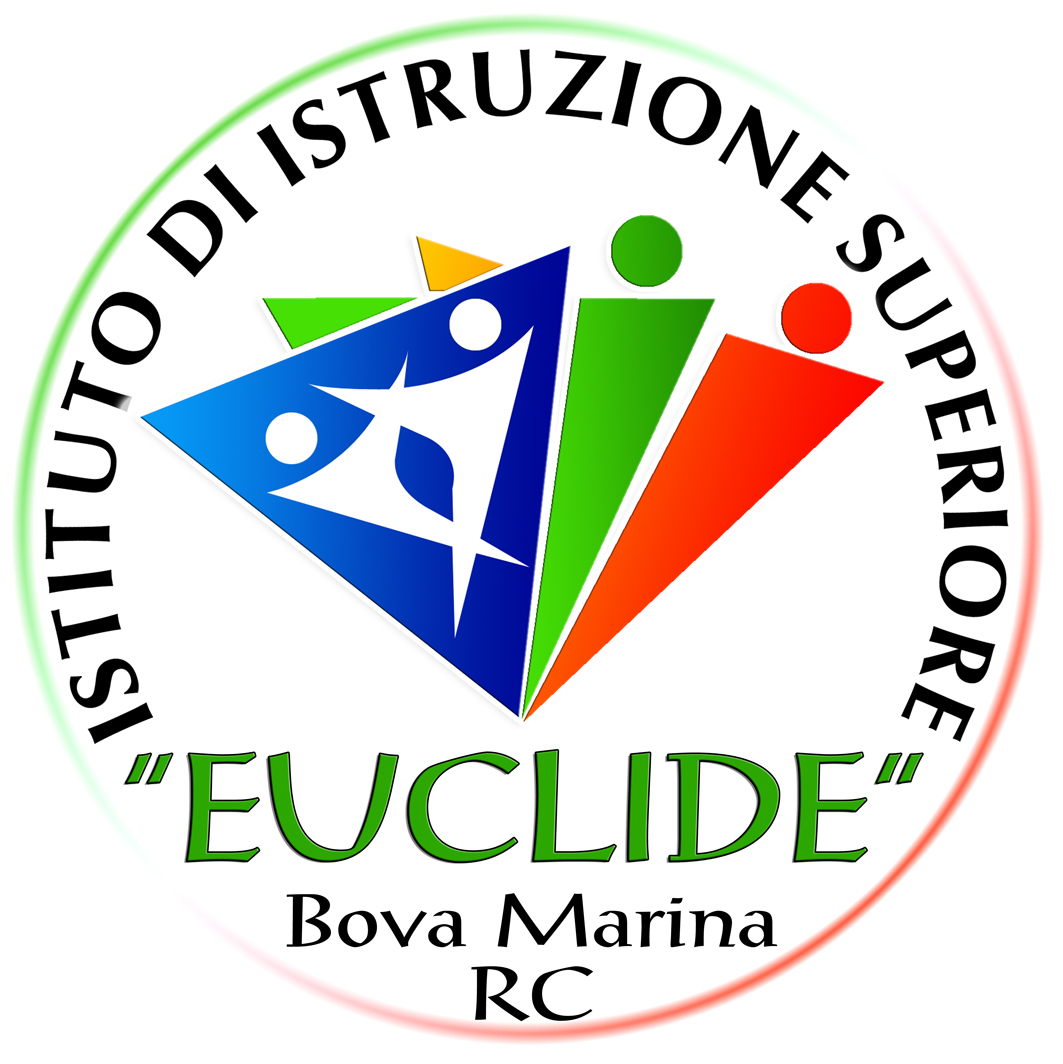 ISTITUTO DI ISTRUZIONE SUPERIORE
"EUCLIDE"
Bova Marina
RC